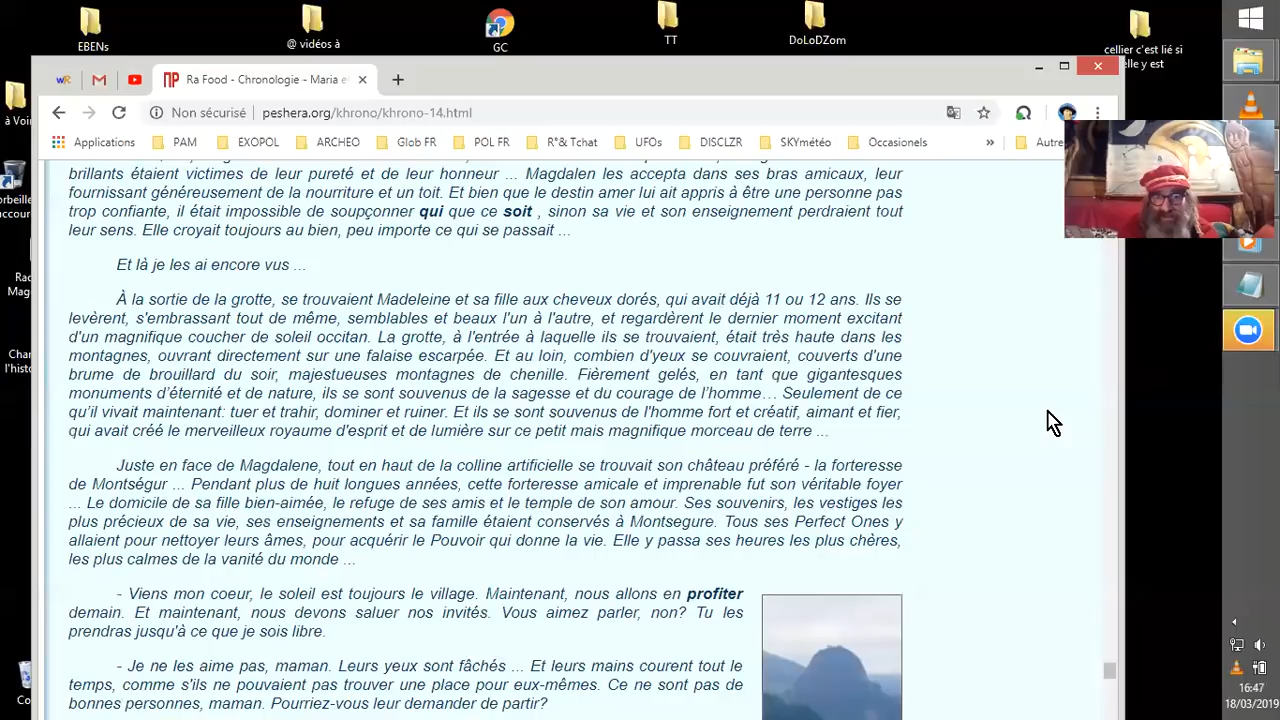 EBENs
@ vidéos à
GC
TT
DoLoDZom
cellier c'est lié si
Ra Food - Chronologie - Maria e
à Voir
Non sécurisé
peshera.org/khrono/khrono-14.html
Applications
PAM
EXOPOL
ARCHEO
Glob FR
POL FR
R°& Tchat
UFOs
DISCLZR
SKYmétéo
Occasionels
»
Autre
brillants étaient victimes de leur pureté et de leur honneur ... Magdalen les accepta dans ses bras amicaux, leur
fournissant généreusement de la nourriture et un toit. Et bien que le destin amer lui ait appris à être une personne pas
trop confiante, il était impossible de soupçonner qui que ce soit , sinon sa vie et son enseignement perdraient tout
leur sens. Elle croyait toujours au bien, peu importe ce qui se passait ...
Et là je les ai encore vus ...
À la sortie de la grotte, se trouvaient Madeleine et sa fille aux cheveux dorés, qui avait déjà 11 ou 12 ans. Ils se
levèrent, s'embrassant tout de même, semblables et beaux l'un à l'autre, et regardèrent le dernier moment excitant
d'un magnifique coucher de soleil occitan. La grotte, à l'entrée à laquelle ils se trouvaient, était très haute dans les
montagnes, ouvrant directement sur une falaise escarpée. Et au loin, combien d'yeux se couvraient, couverts d'une
brume de brouillard du soir, majestueuses montagnes de chenille. Fièrement gelés, en tant que gigantesques
monuments d’éternité et de nature, ils se sont souvenus de la sagesse et du courage de l’homme… Seulement de ce
qu’il vivait maintenant: tuer et trahir, dominer et ruiner. Et ils se sont souvenus de l'homme fort et créatif, aimant et fier,
qui avait créé le merveilleux royaume d'esprit et de lumière sur ce petit mais magnifique morceau de terre ...
Juste en face de Magdalene, tout en haut de la colline artificielle se trouvait son château préféré - la forteresse
de Montségur ... Pendant plus de huit longues années, cette forteresse amicale et imprenable fut son véritable foyer
... Le domicile de sa fille bien-aimée, le refuge de ses amis et le temple de son amour. Ses souvenirs, les vestiges les
plus précieux de sa vie, ses enseignements et sa famille étaient conservés à Montsegure. Tous ses Perfect Ones y
allaient pour nettoyer leurs âmes, pour acquérir le Pouvoir qui donne la vie. Elle y passa ses heures les plus chères,
les plus calmes de la vanité du monde ...
- Viens mon coeur, le soleil est toujours le village. Maintenant, nous allons en profiter
demain. Et maintenant, nous devons saluer nos invités. Vous aimez parler, non? Tu les
prendras jusqu'à ce que je sois libre.
- Je ne les aime pas, maman. Leurs yeux sont fâchés ... Et leurs mains courent tout le
temps, comme s'ils ne pouvaient pas trouver une place pour eux-mêmes. Ce ne sont pas de
bonnes personnes, maman. Pourriez-vous leur demander de partir?
16:47
18/03/2019